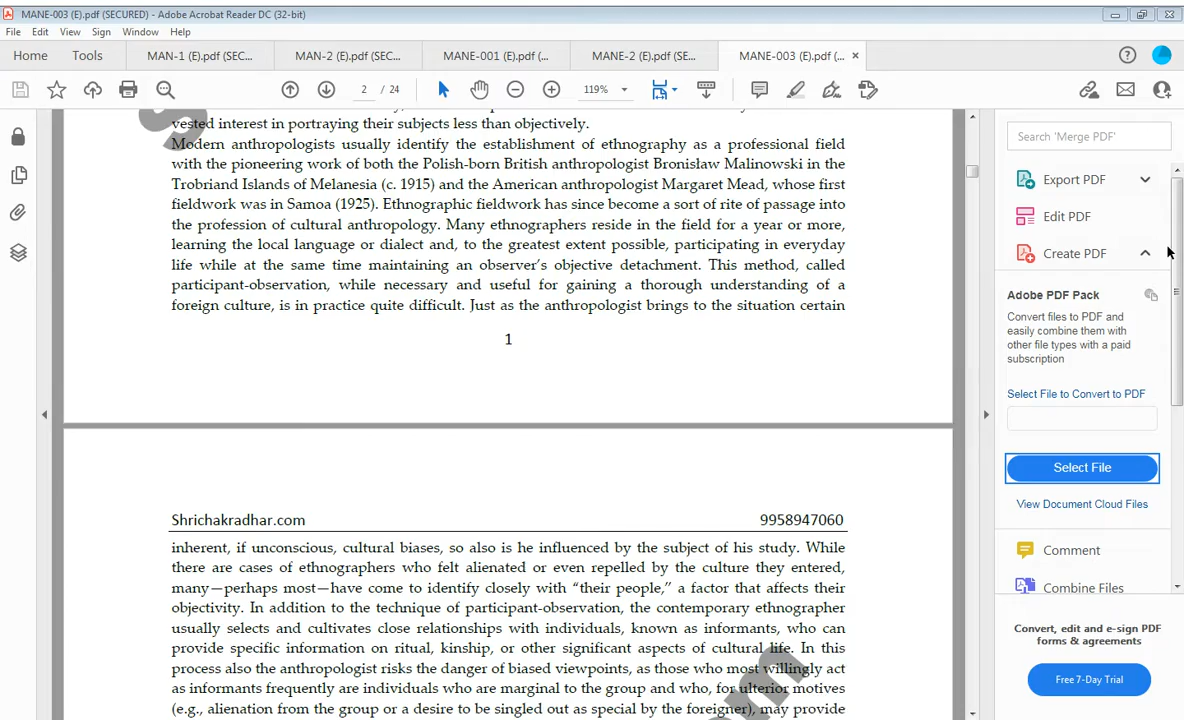 MANE-003 (E).pdf (SECURED) - Adobe Acrobat Reader DC (32-bit)
File Edit View Sign Window Help
Home Tools MAN-1 (E).pdf (SEC... MAN-2 (E).pdf (SEC... MANE-001 (E).pdf (... MANE-2 (E).pdf (SE... MANE-003 (E).pdf (...
2 / 24 119%
vested interest in portraying their subjects less than objectively.
Modern anthropologists usually identify the establishment of ethnography as a professional field
with the pioneering work of both the Polish-born British anthropologist Bronisław Malinowski in the
Trobriand Islands of Melanesia (c. 1915) and the American anthropologist Margaret Mead, whose first
fieldwork was in Samoa (1925). Ethnographic fieldwork has since become a sort of rite of passage into
the profession of cultural anthropology. Many ethnographers reside in the field for a year or more,
learning the local language or dialect and, to the greatest extent possible, participating in everyday
life while at the same time maintaining an observer's objective detachment. This method, called
participant-observation, while necessary and useful for gaining a thorough understanding of a
foreign culture, is in practice quite difficult. Just as the anthropologist brings to the situation certain
1
Shrichakradhar.com 9958947060
inherent, if unconscious, cultural biases, so also is he influenced by the subject of his study. While
there are cases of ethnographers who felt alienated or even repelled by the culture they entered,
many—perhaps most—have come to identify closely with “their people,” a factor that affects their
objectivity. In addition to the technique of participant-observation, the contemporary ethnographer
usually selects and cultivates close relationships with individuals, known as informants, who can
provide specific information on ritual, kinship, or other significant aspects of cultural life. In this
process also the anthropologist risks the danger of biased viewpoints, as those who most willingly act
as informants frequently are individuals who are marginal to the group and who, for ulterior motives
(e.g., alienation from the group or a desire to be singled out as special by the foreigner), may provide
Search 'Merge PDF'
Export PDF
Edit PDF
Create PDF
Adobe PDF Pack
Convert files to PDF and
easily combine them with
other file types with a paid
subscription
Select File to Convert to PDF
Select File
View Document Cloud Files
Comment
Combine Files
Convert, edit and e-sign PDF
forms & agreements
Free 7-Day Trial